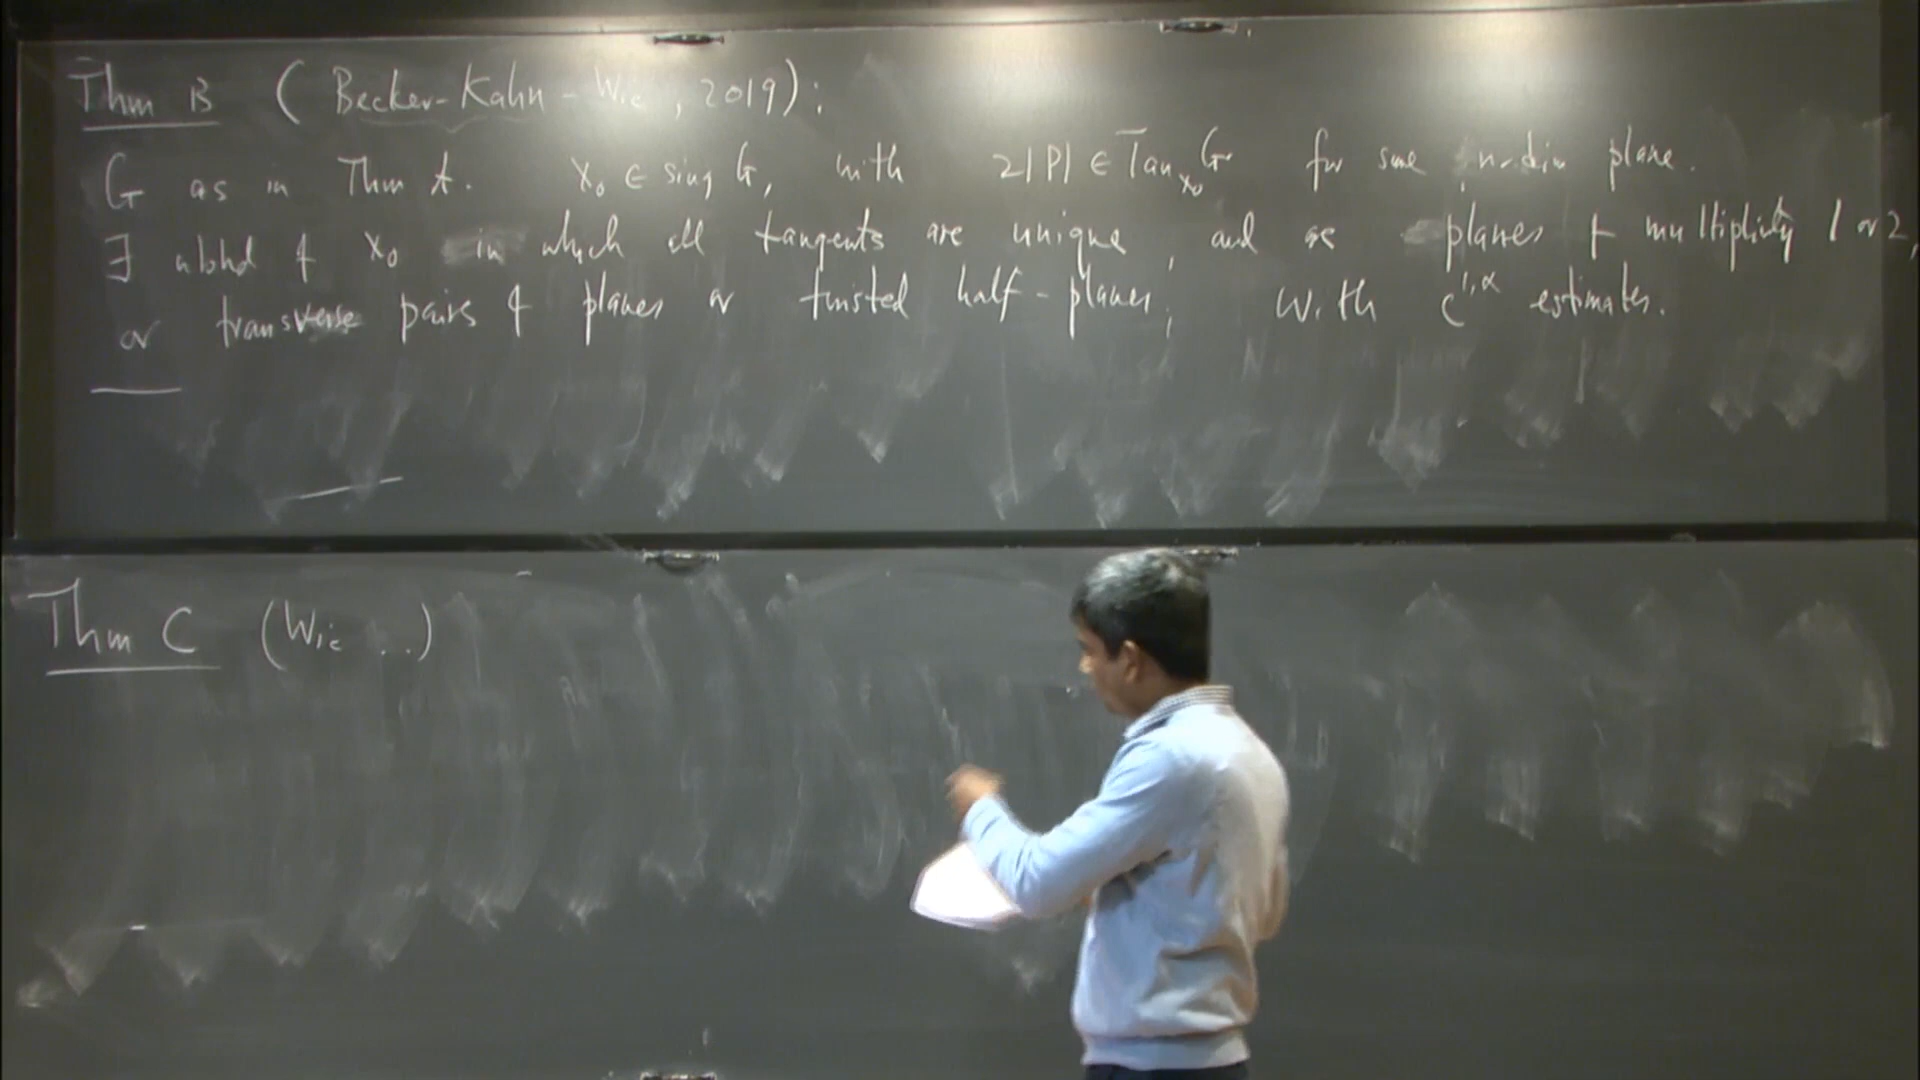 Thm B (Becker-Kahn - Wic, 2019):
G as in Thm A. x₀ ∈ sing G, with 2|P| ∈ Tan_{x₀} G for some n-dim plane.
∃ nbhd of x₀ in which all tangents are unique, and are planes of multiplicity 1 or 2,
or transverse pairs of planes or twisted half-planes; with C^{1,α} estimates.
Thm C (Wic ..)